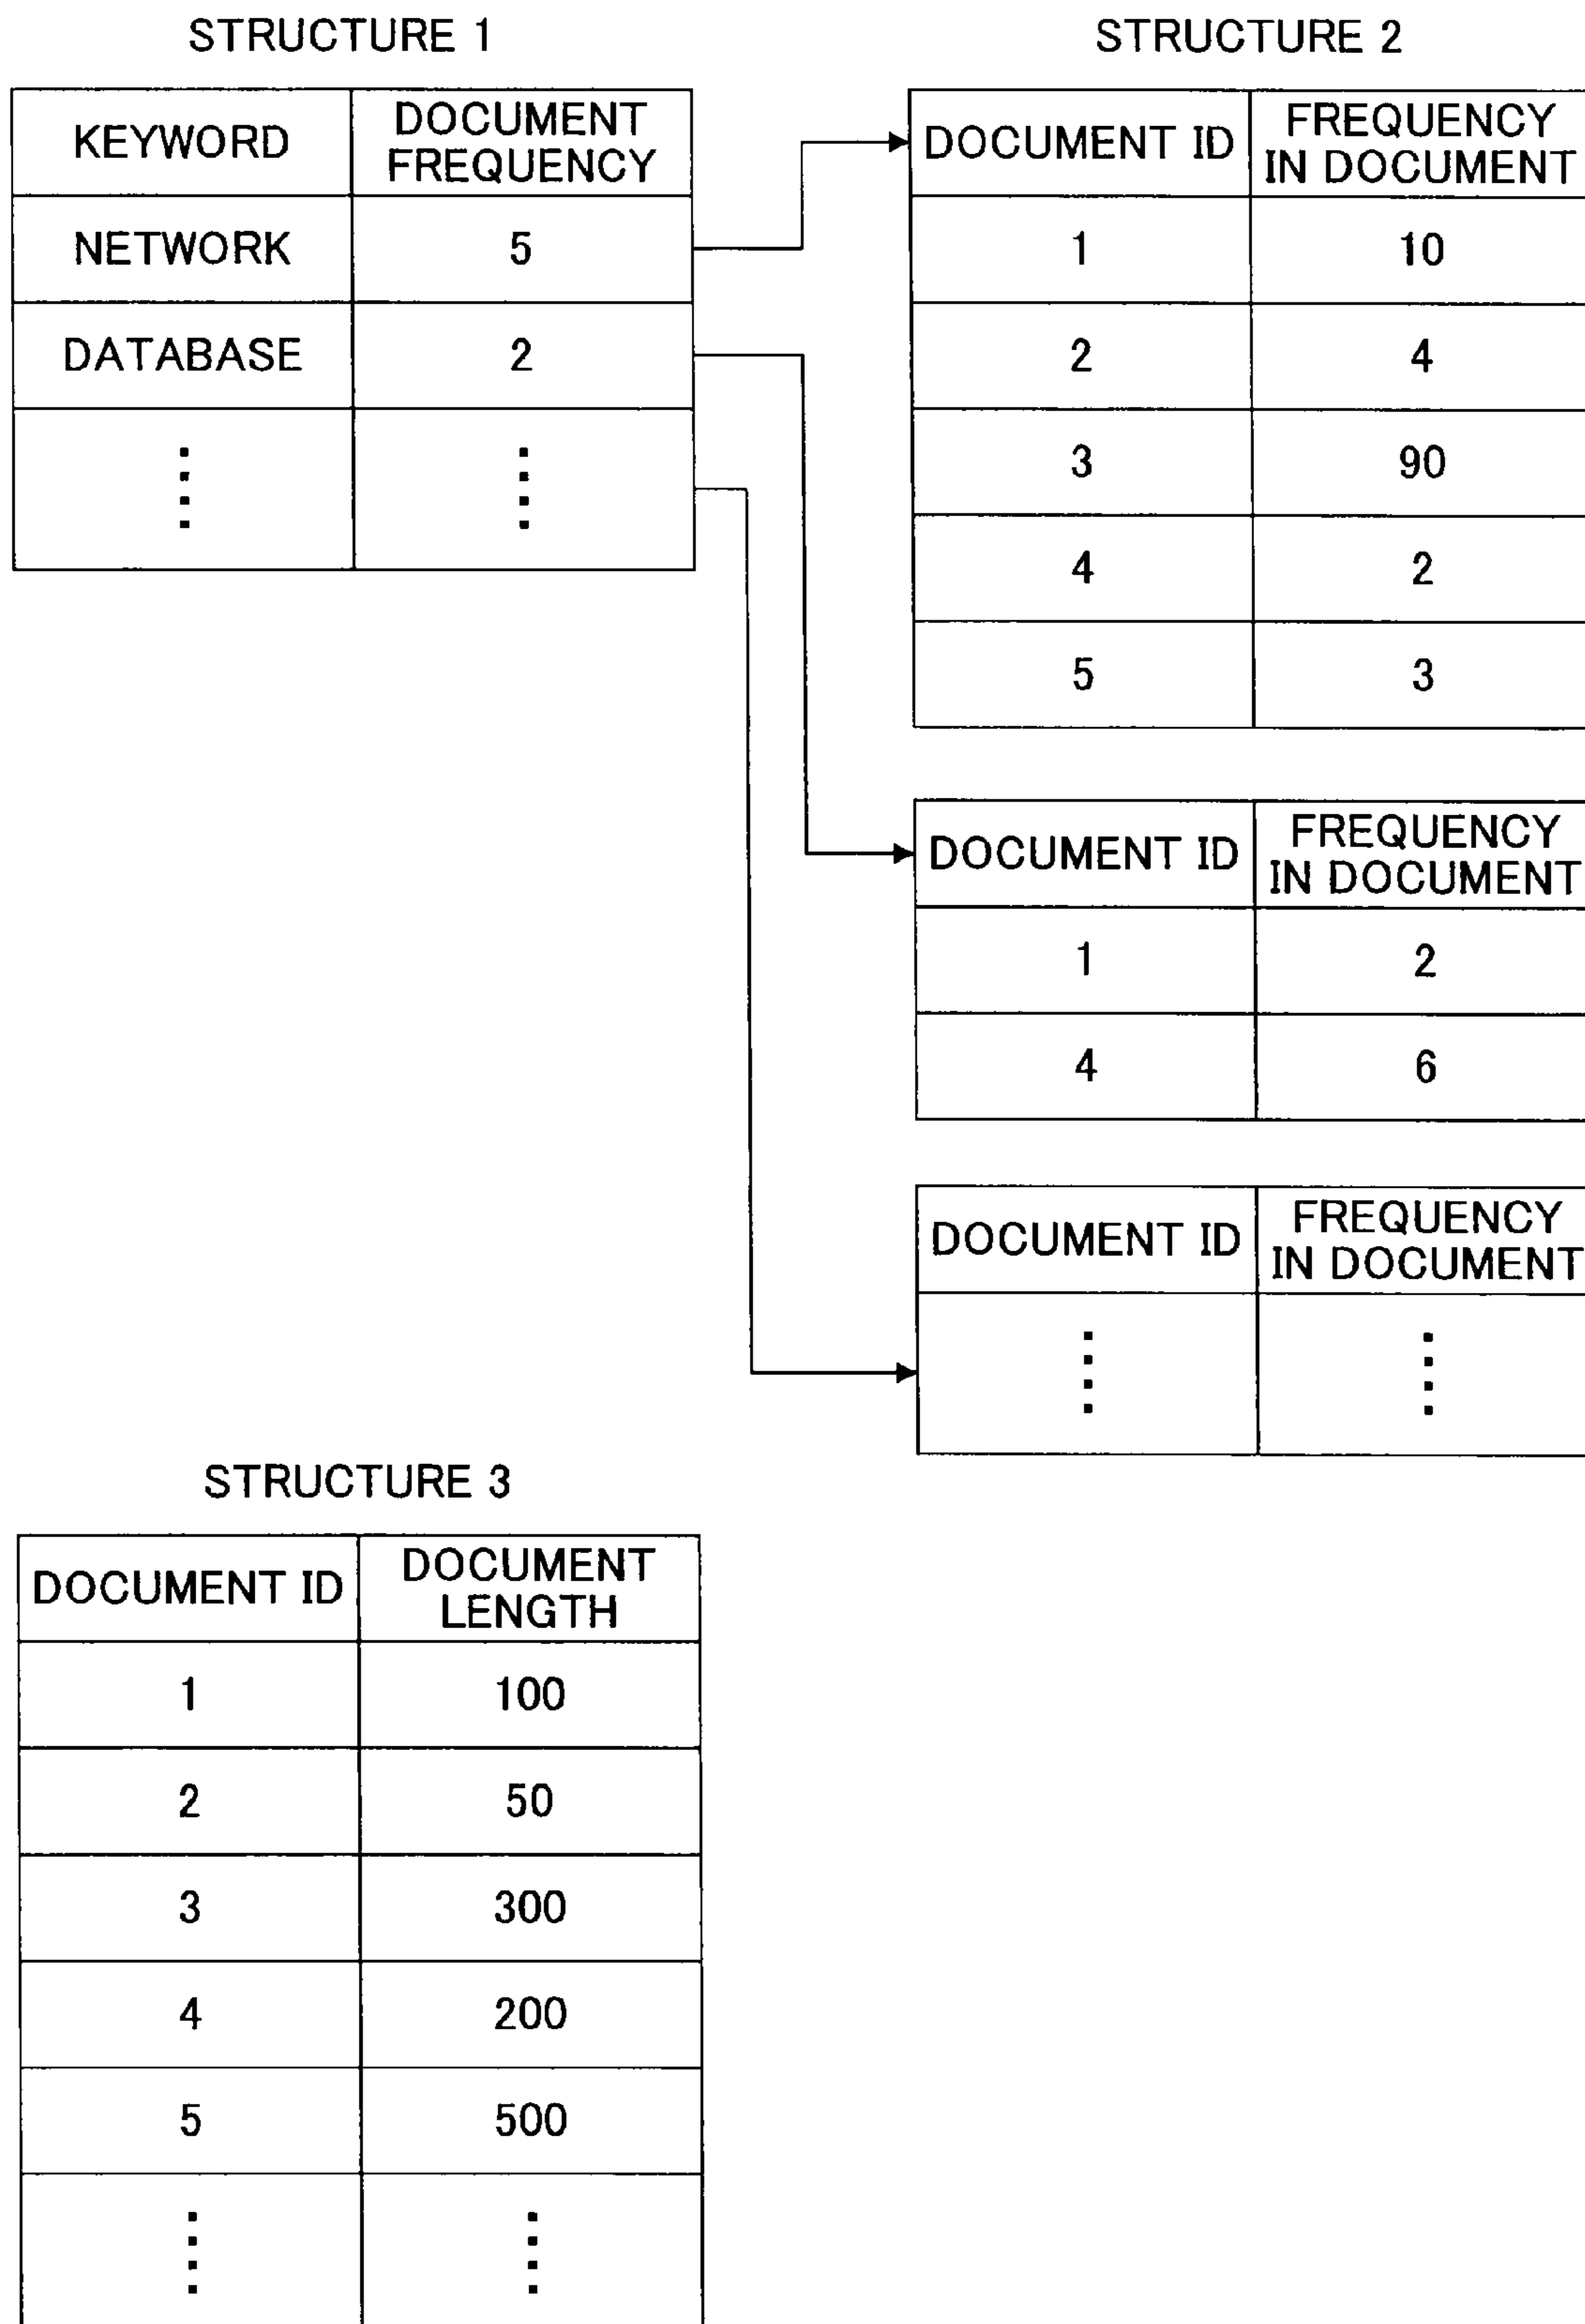 STRUCTURE 1
KEYWORD
DOCUMENT
FREQUENCY
NETWORK
5
DATABASE
2
STRUCTURE 2
DOCUMENT ID
FREQUENCY
IN DOCUMENT
1
10
2
4
3
90
4
2
5
3
DOCUMENT ID
FREQUENCY
IN DOCUMENT
1
2
4
6
DOCUMENT ID
FREQUENCY
IN DOCUMENT
STRUCTURE 3
DOCUMENT ID
DOCUMENT
LENGTH
1
100
2
50
3
300
4
200
5
500